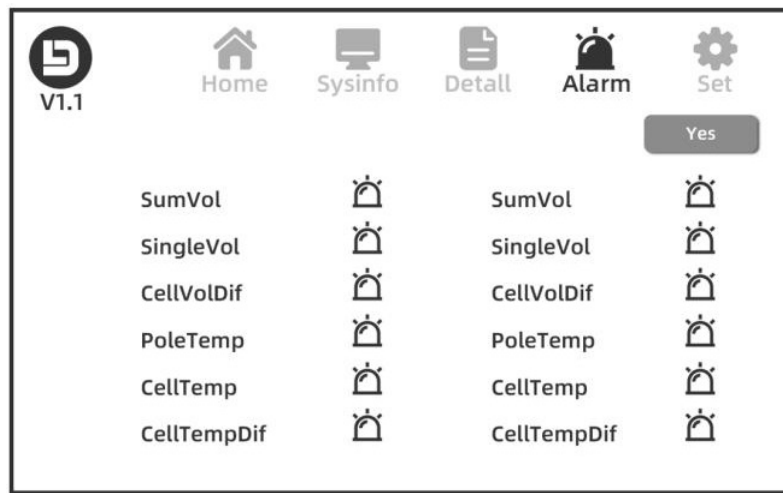 Home Sysinfo Detall Alarm Set
V1.1
Yes
SumVol SumVol
SingleVol SingleVol
CellVolDif CellVolDif
PoleTemp PoleTemp
CellTemp CellTemp
CellTempDif CellTempDif